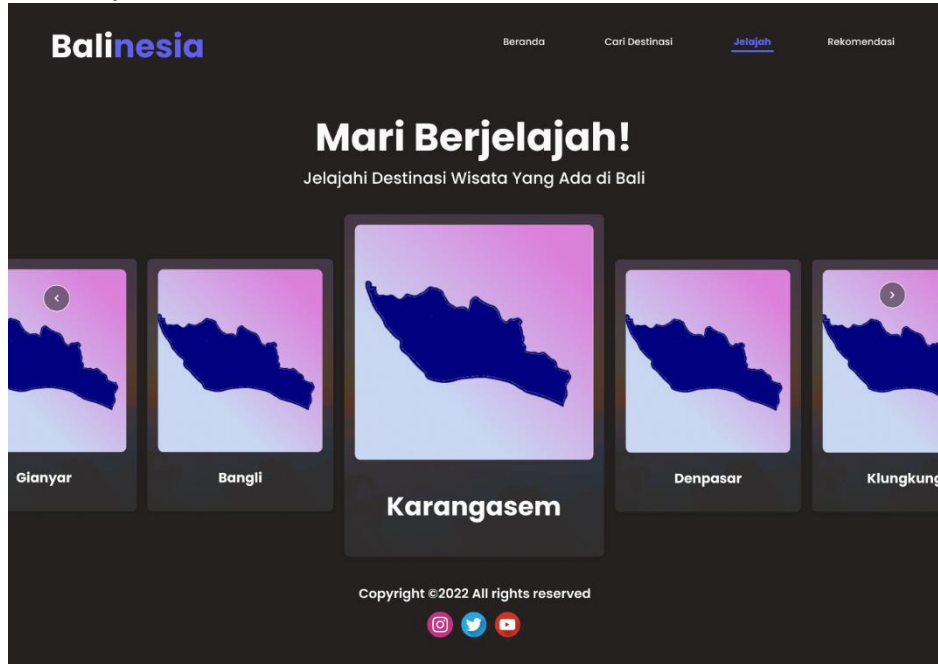 Balinesia
Beranda Cari Destinasi Jelajah Rekomendasi
Mari Berjelajah!
Jelajahi Destinasi Wisata Yang Ada di Bali
Gianyar Bangli Karangasem Denpasar Klungkung
Copyright ©2022 All rights reserved